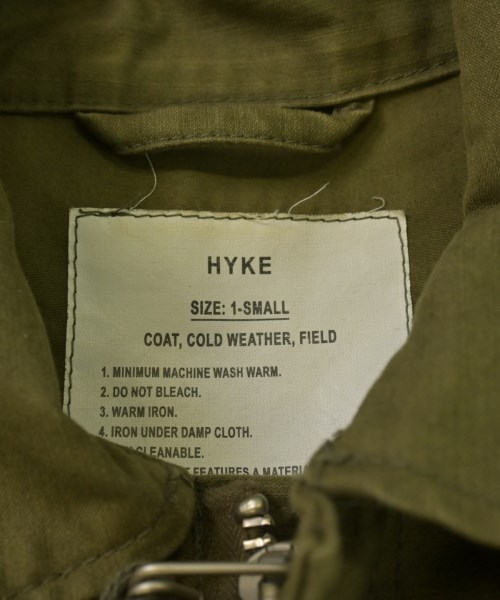 HYKE
SIZE: 1-SMALL
COAT, COLD WEATHER, FIELD
1. MINIMUM MACHINE WASH WARM.
2. DO NOT BLEACH.
3. WARM IRON.
4. IRON UNDER DAMP CLOTH.
CLEANABLE.
FEATURES A